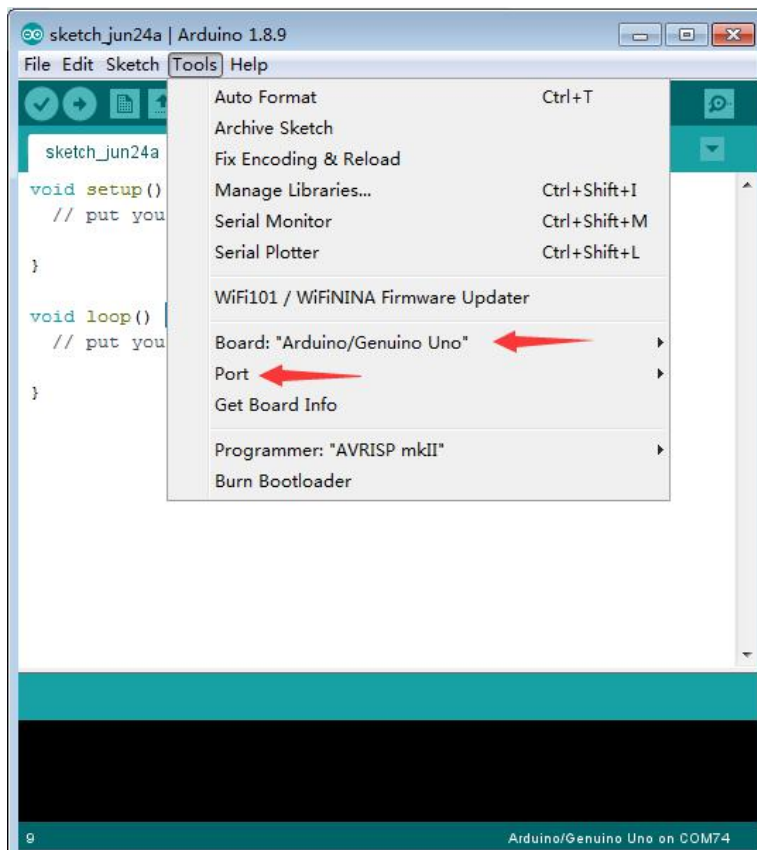 sketch_jun24a | Arduino 1.8.9
File Edit Sketch Tools Help
sketch_jun24a
void setup()
// put you
}
void loop()
// put you
}
Auto Format Ctrl+T
Archive Sketch
Fix Encoding & Reload
Manage Libraries... Ctrl+Shift+I
Serial Monitor Ctrl+Shift+M
Serial Plotter Ctrl+Shift+L
WiFi101 / WiFiNINA Firmware Updater
Board: "Arduino/Genuino Uno"
Port
Get Board Info
Programmer: "AVRISP mkII"
Burn Bootloader
9 Arduino/Genuino Uno on COM74